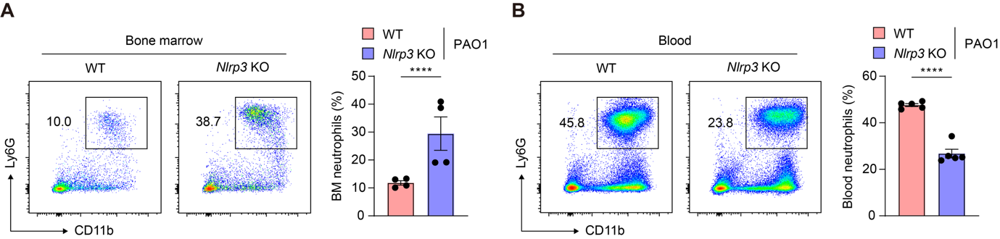 A
Bone marrow
WT
Nlrp3 KO
10.0
38.7
Ly6G
CD11b
WT
Nlrp3 KO
PAO1
****
BM neutrophils (%)
50
40
30
20
10
0
B
Blood
WT
Nlrp3 KO
45.8
23.8
Ly6G
CD11b
WT
Nlrp3 KO
PAO1
****
Blood neutrophils (%)
60
40
20
0